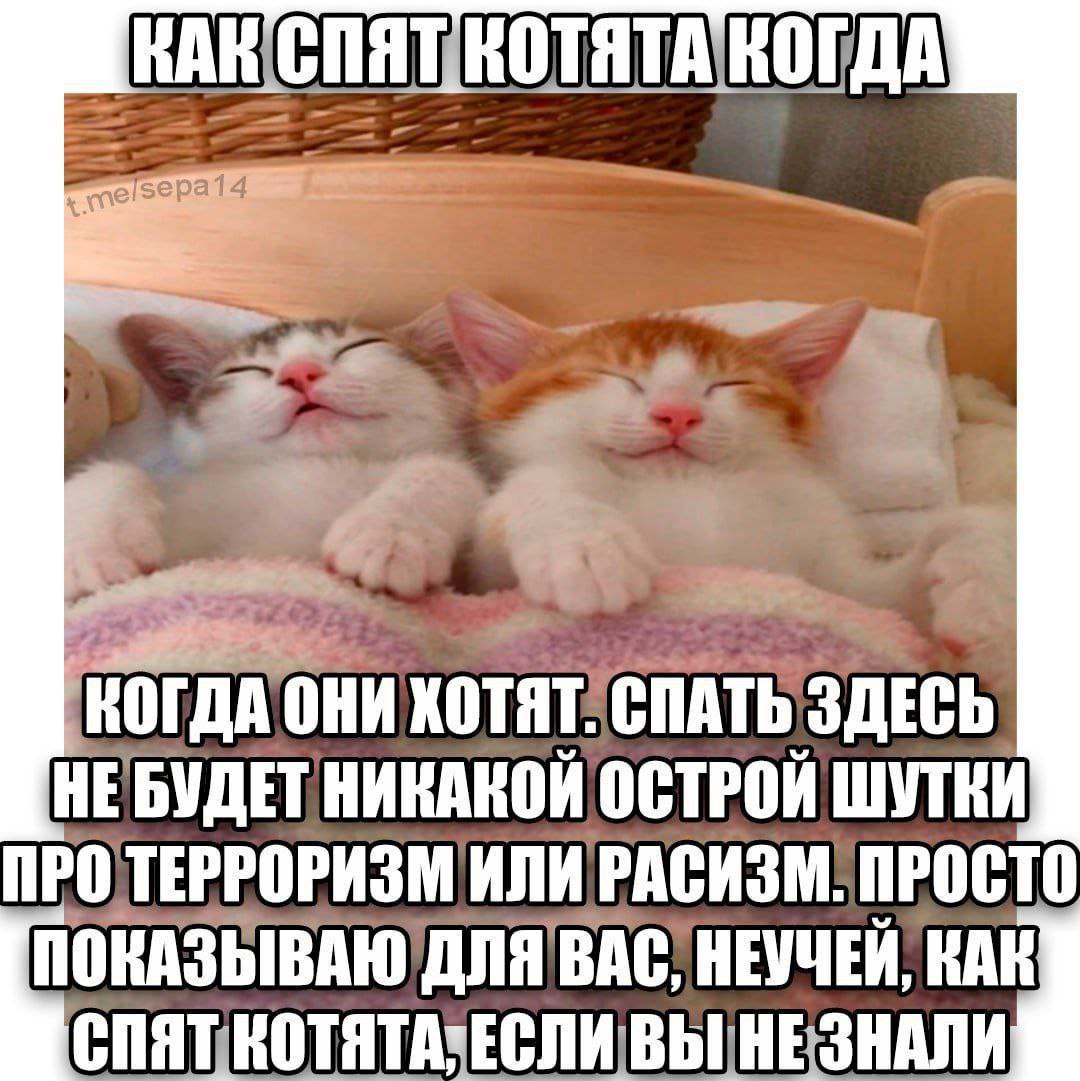 КАК СПЯТ КОТЯТА КОГДА
t.me/sepa14
КОГДА ОНИ ХОТЯТ. СПАТЬ ЗДЕСЬ
НЕ БУДЕТ НИКАКОЙ ОСТРОЙ ШУТКИ
ПРО ТЕРРОРИЗМ ИЛИ РАСИЗМ. ПРОСТО
ПОКАЗЫВАЮ ДЛЯ ВАС, НЕУЧЕЙ, КАК
СПЯТ КОТЯТА, ЕСЛИ ВЫ НЕ ЗНАЛИ